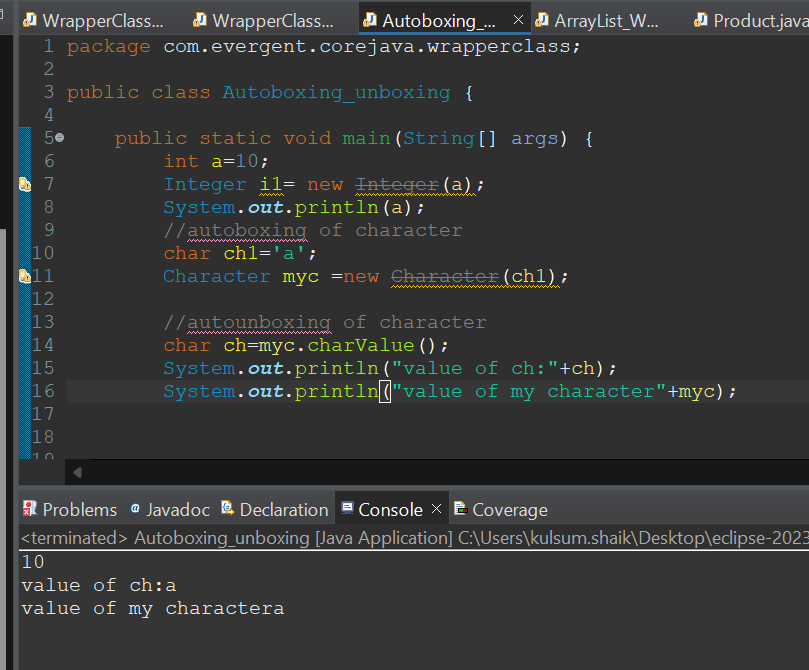 WrapperClass... WrapperClass... Autoboxing_... ArrayList_W... Product.java
1 package com.evergent.corejava.wrapperclass;
2
3 public class Autoboxing_unboxing {
4
5 public static void main(String[] args) {
6 int a=10;
7 Integer i1= new Integer(a);
8 System.out.println(a);
9 //autoboxing of character
10 char ch1='a';
11 Character myc =new Character(ch1);
12
13 //autounboxing of character
14 char ch=myc.charValue();
15 System.out.println("value of ch:"+ch);
16 System.out.println("value of my character"+myc);
17
18
19
Problems Javadoc Declaration Console Coverage
<terminated> Autoboxing_unboxing [Java Application] C:\Users\kulsum.shaik\Desktop\eclipse-2023
10
value of ch:a
value of my charactera